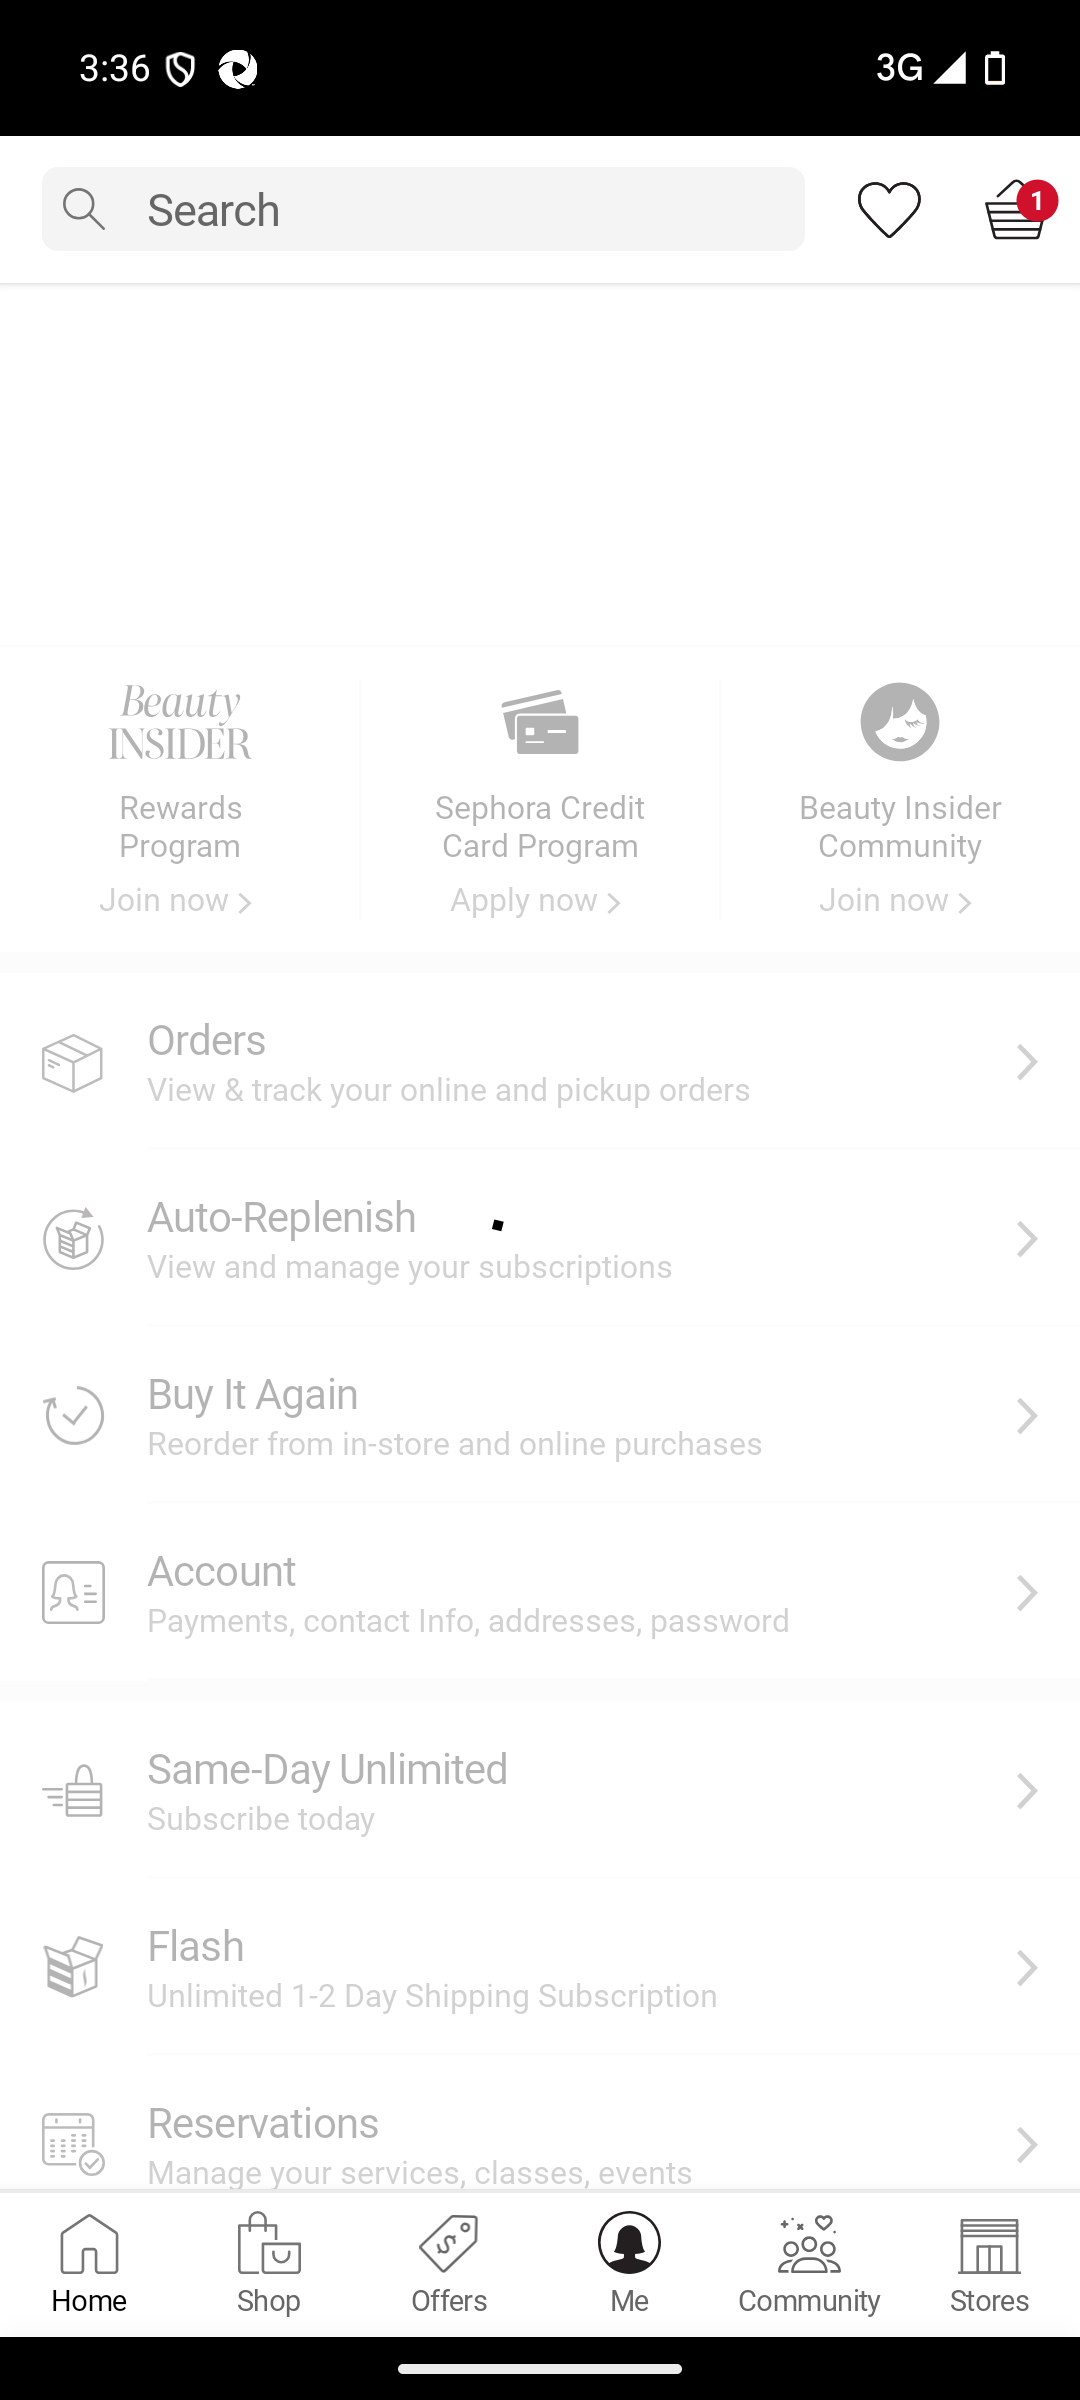 3:36
3G
Search
1
Beauty
INSIDER
Rewards
Program
Join now
Sephora Credit
Card Program
Apply now
Beauty Insider
Community
Join now
Orders
View & track your online and pickup orders
Auto-Replenish
View and manage your subscriptions
Buy It Again
Reorder from in-store and online purchases
Account
Payments, contact Info, addresses, password
Same-Day Unlimited
Subscribe today
Flash
Unlimited 1-2 Day Shipping Subscription
Reservations
Manage your services, classes, events
Home
Shop
Offers
Me
Community
Stores